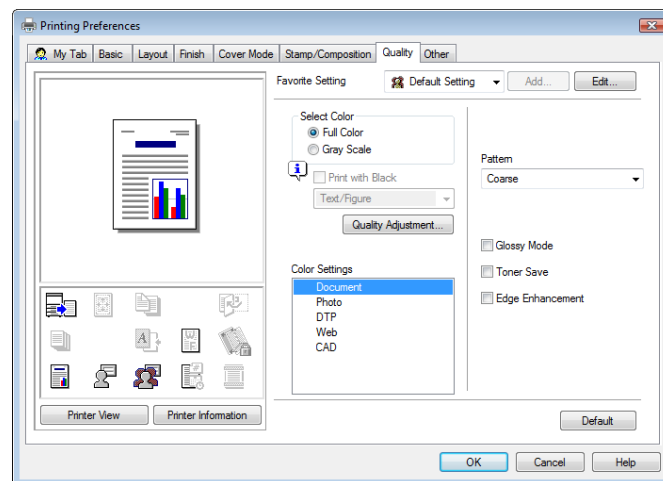 Printing Preferences
My Tab Basic Layout Finish Cover Mode Stamp/Composition Quality Other
Favorite Setting Default Setting Add... Edit...
Select Color
Full Color
Gray Scale
Print with Black
Text/Figure
Quality Adjustment...
Pattern
Coarse
Glossy Mode
Toner Save
Edge Enhancement
Color Settings
Document
Photo
DTP
Web
CAD
Printer View Printer Information
Default
OK Cancel Help